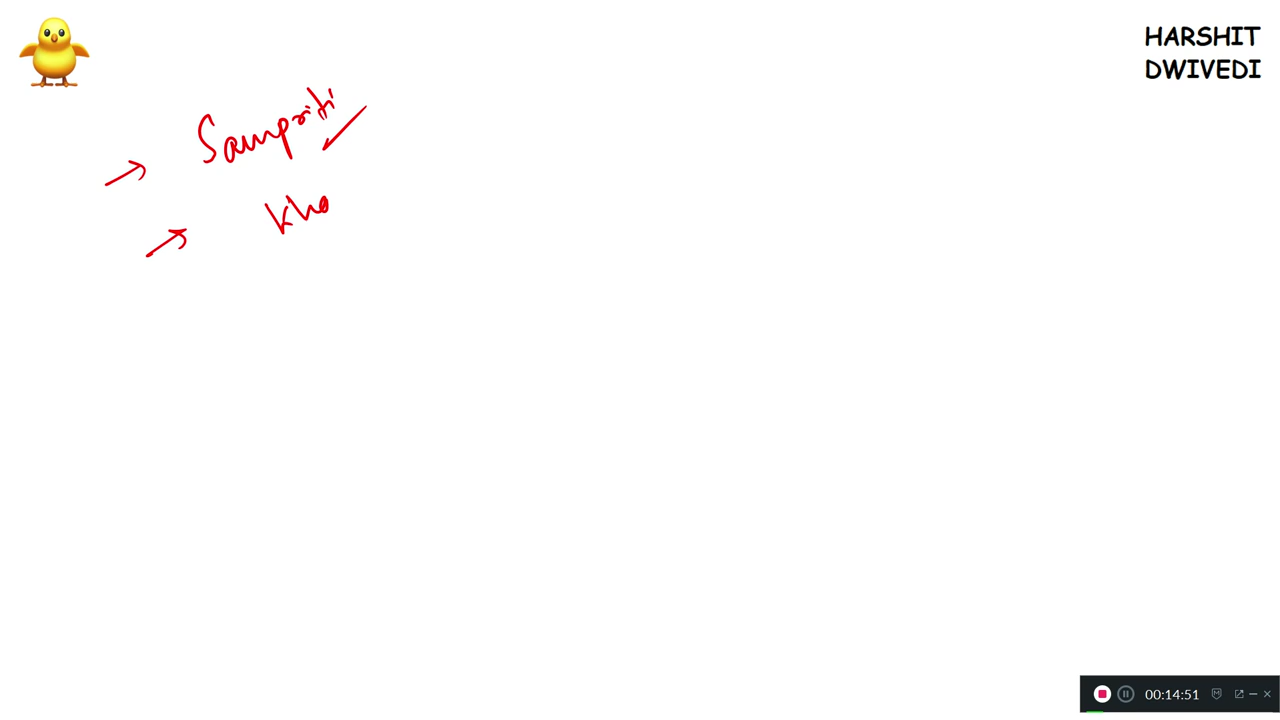 HARSHIT
DWIVEDI
→ Sampriti
→ Kho
00:14:51